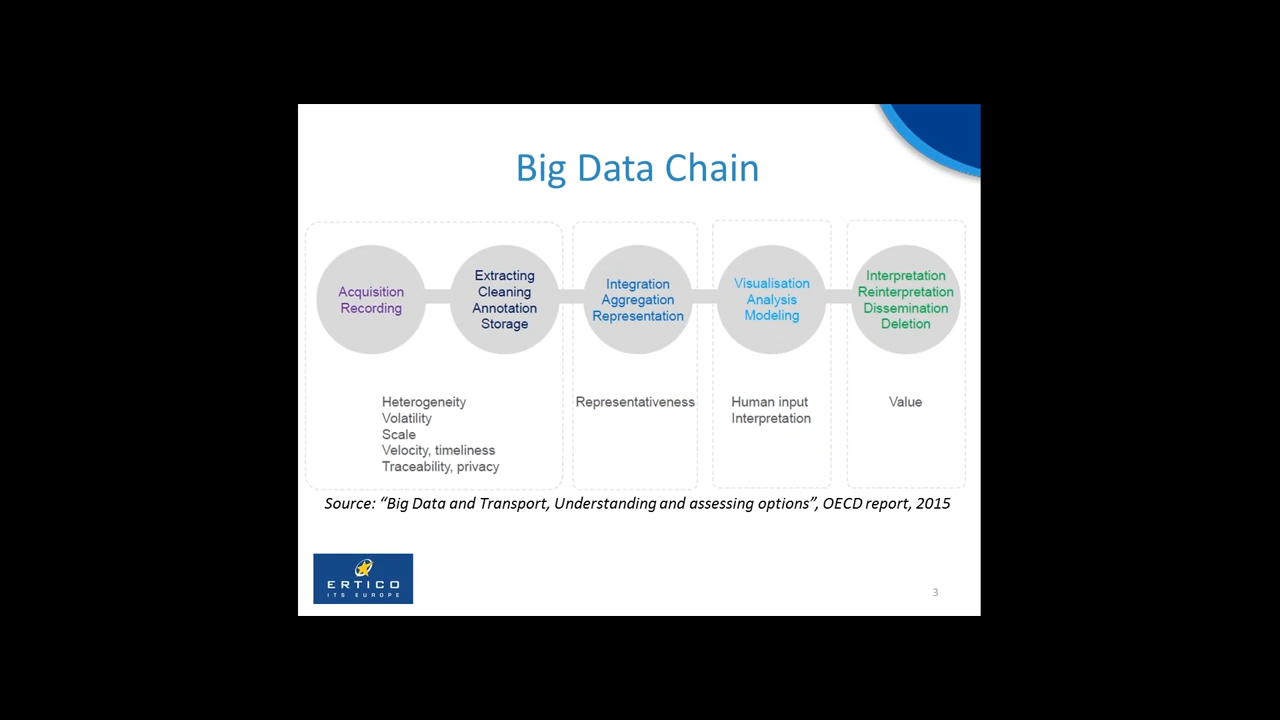 Big Data Chain
Acquisition
Recording
Extracting
Cleaning
Annotation
Storage
Integration
Aggregation
Representation
Visualisation
Analysis
Modeling
Interpretation
Reinterpretation
Dissemination
Deletion
Heterogeneity
Volatility
Scale
Velocity, timeliness
Traceability, privacy
Representativeness
Human input
Interpretation
Value
Source: “Big Data and Transport, Understanding and assessing options”, OECD report, 2015
ERTICO
ITS EUROPE
3